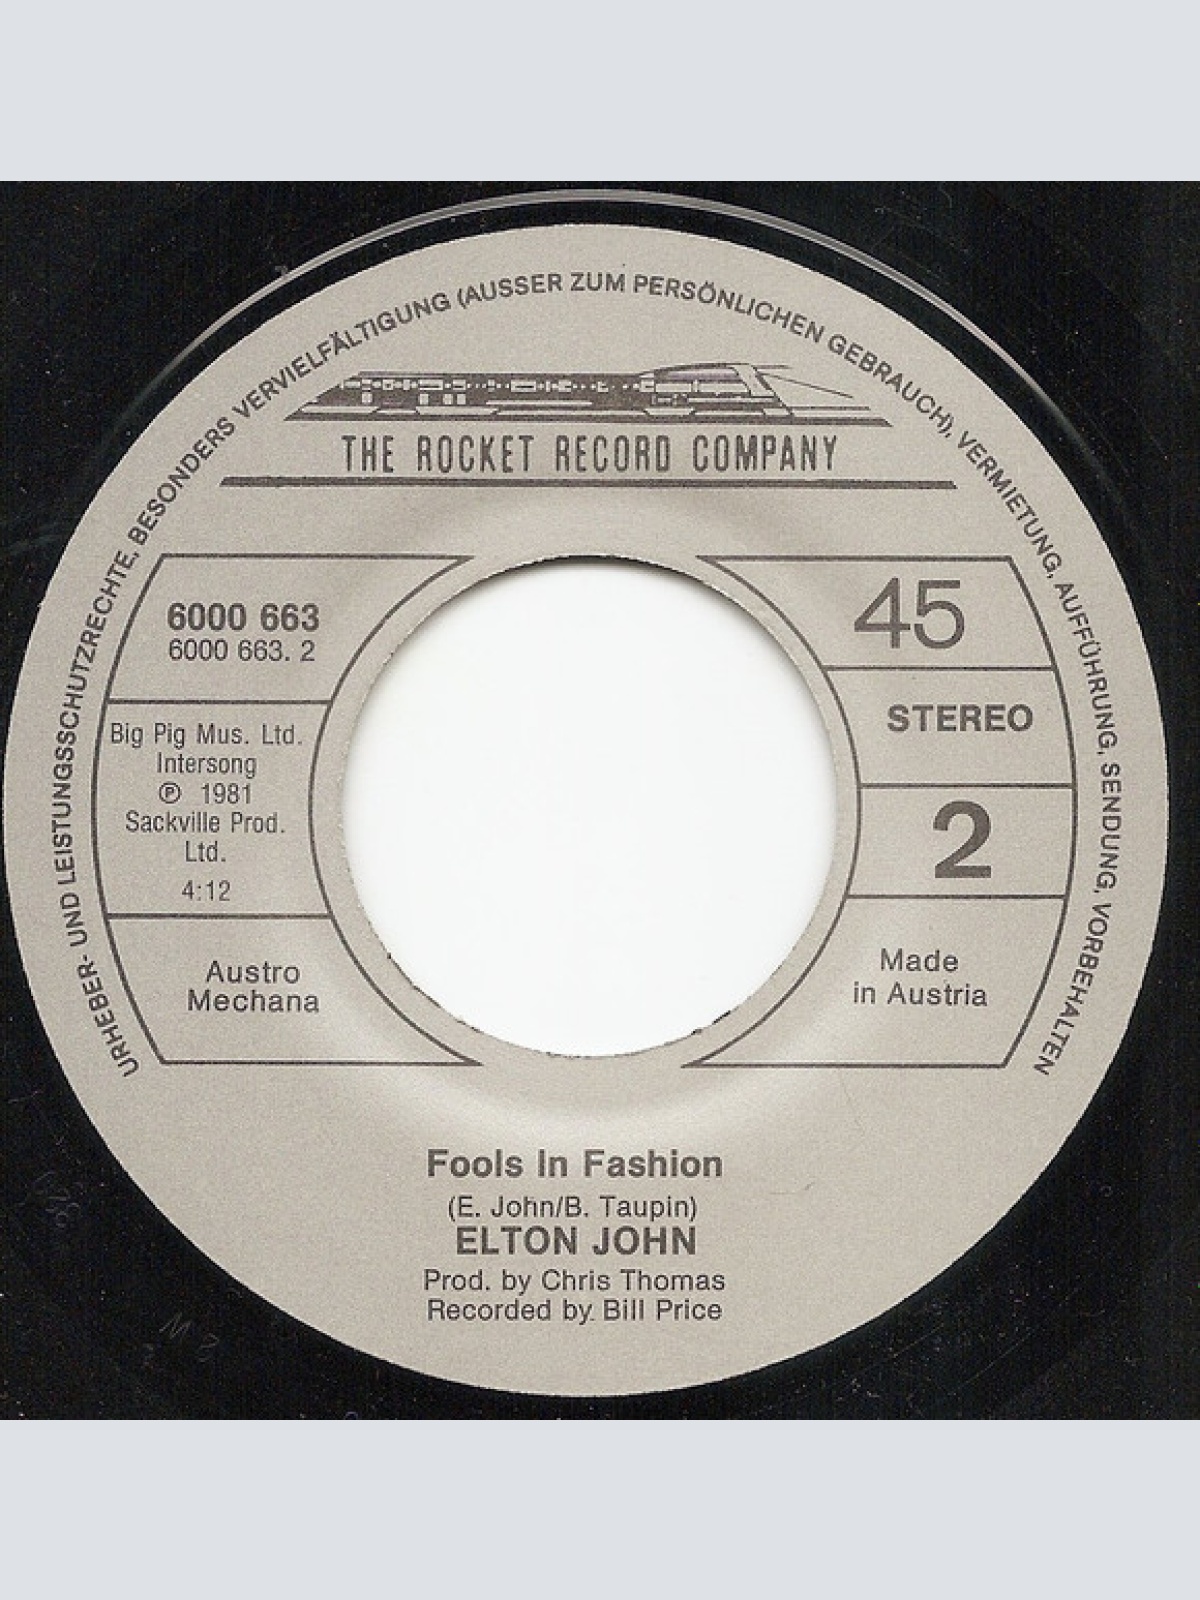 URHEBER- UND LEISTUNGSSCHUTZRECHTE, BESONDERS VERVIELFÄLTIGUNG (AUSSER ZUM PERSÖNLICHEN GEBRAUCH), VERMIETUNG, AUFFÜHRUNG, SENDUNG, VORBEHALTEN
THE ROCKET RECORD COMPANY
6000 663
6000 663. 2
Big Pig Mus. Ltd.
Intersong
℗ 1981
Sackville Prod.
Ltd.
4:12
Austro
Mechana
45
STEREO
2
Made
in Austria
Fools In Fashion
(E. John/B. Taupin)
ELTON JOHN
Prod. by Chris Thomas
Recorded by Bill Price